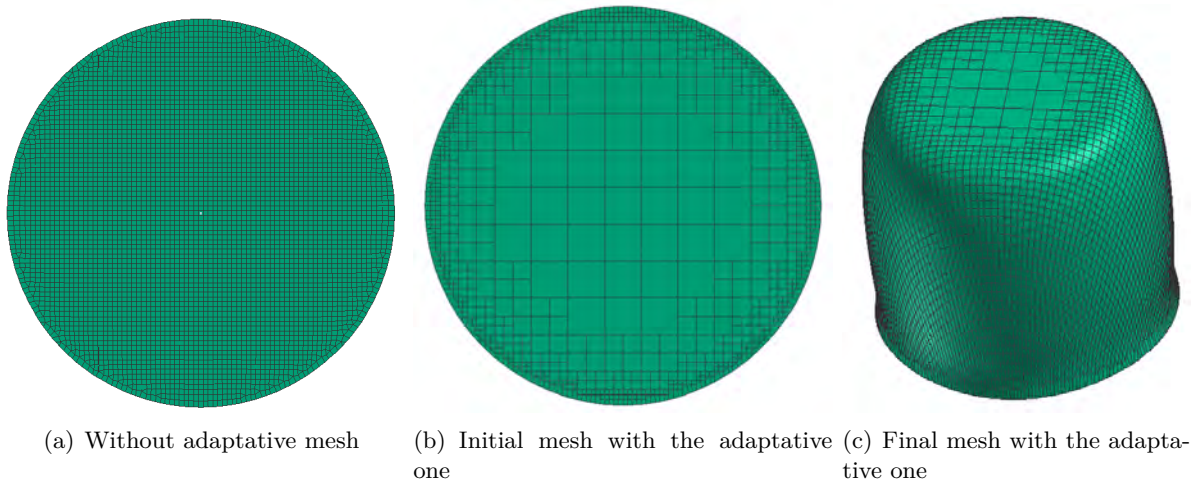 (a) Without adaptative mesh
(b) Initial mesh with the adaptative
one
(c) Final mesh with the adapta-
tive one